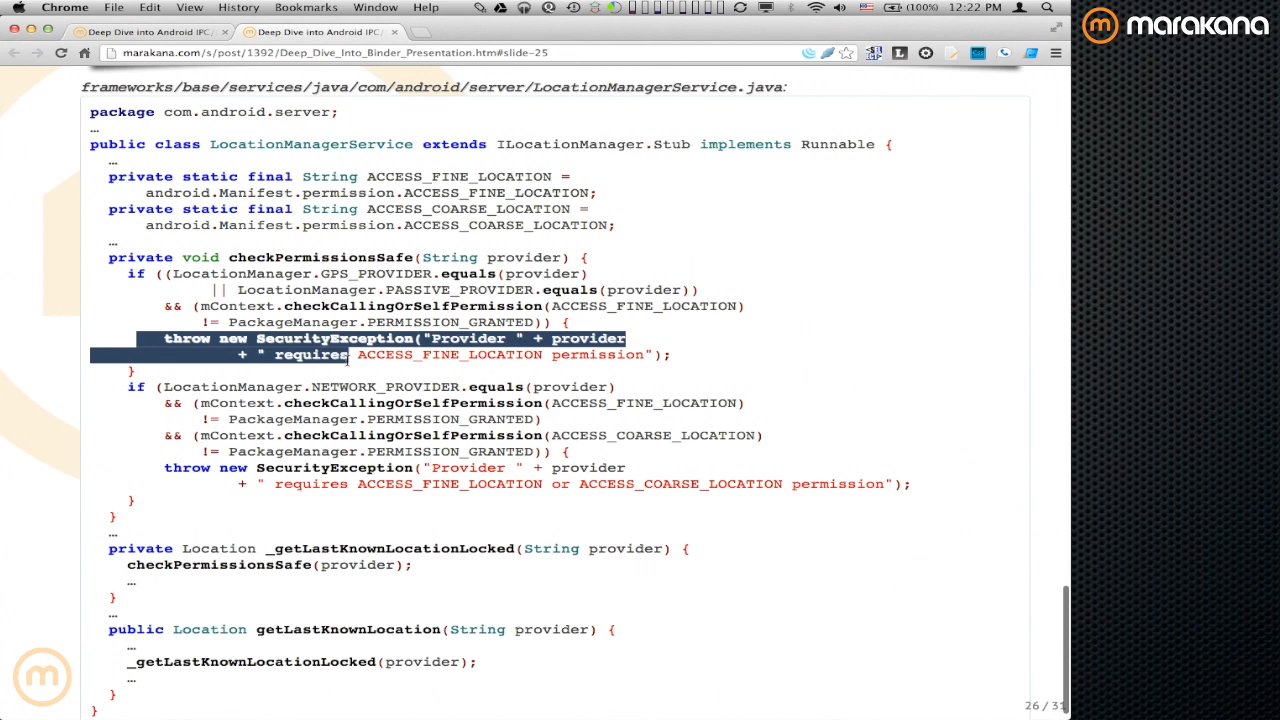 Chrome File Edit View History Bookmarks Window Help (100%) 12:22 PM
marakana
Deep Dive into Android IPC/ × Deep Dive into Android IPC/ ×
marakana.com/s/post/1392/Deep_Dive_Into_Binder_Presentation.htm#slide-25
frameworks/base/services/java/com/android/server/LocationManagerService.java:
package com.android.server;
…
public class LocationManagerService extends ILocationManager.Stub implements Runnable {
…
private static final String ACCESS_FINE_LOCATION =
android.Manifest.permission.ACCESS_FINE_LOCATION;
private static final String ACCESS_COARSE_LOCATION =
android.Manifest.permission.ACCESS_COARSE_LOCATION;
…
private void checkPermissionsSafe(String provider) {
if ((LocationManager.GPS_PROVIDER.equals(provider)
|| LocationManager.PASSIVE_PROVIDER.equals(provider))
&& (mContext.checkCallingOrSelfPermission(ACCESS_FINE_LOCATION)
!= PackageManager.PERMISSION_GRANTED)) {
throw new SecurityException("Provider " + provider
+ " requires ACCESS_FINE_LOCATION permission");
}
if (LocationManager.NETWORK_PROVIDER.equals(provider)
&& (mContext.checkCallingOrSelfPermission(ACCESS_FINE_LOCATION)
!= PackageManager.PERMISSION_GRANTED)
&& (mContext.checkCallingOrSelfPermission(ACCESS_COARSE_LOCATION)
!= PackageManager.PERMISSION_GRANTED)) {
throw new SecurityException("Provider " + provider
+ " requires ACCESS_FINE_LOCATION or ACCESS_COARSE_LOCATION permission");
}
}
…
private Location _getLastKnownLocationLocked(String provider) {
checkPermissionsSafe(provider);
…
}
…
public Location getLastKnownLocation(String provider) {
…
_getLastKnownLocationLocked(provider);
…
}
}
26 / 31